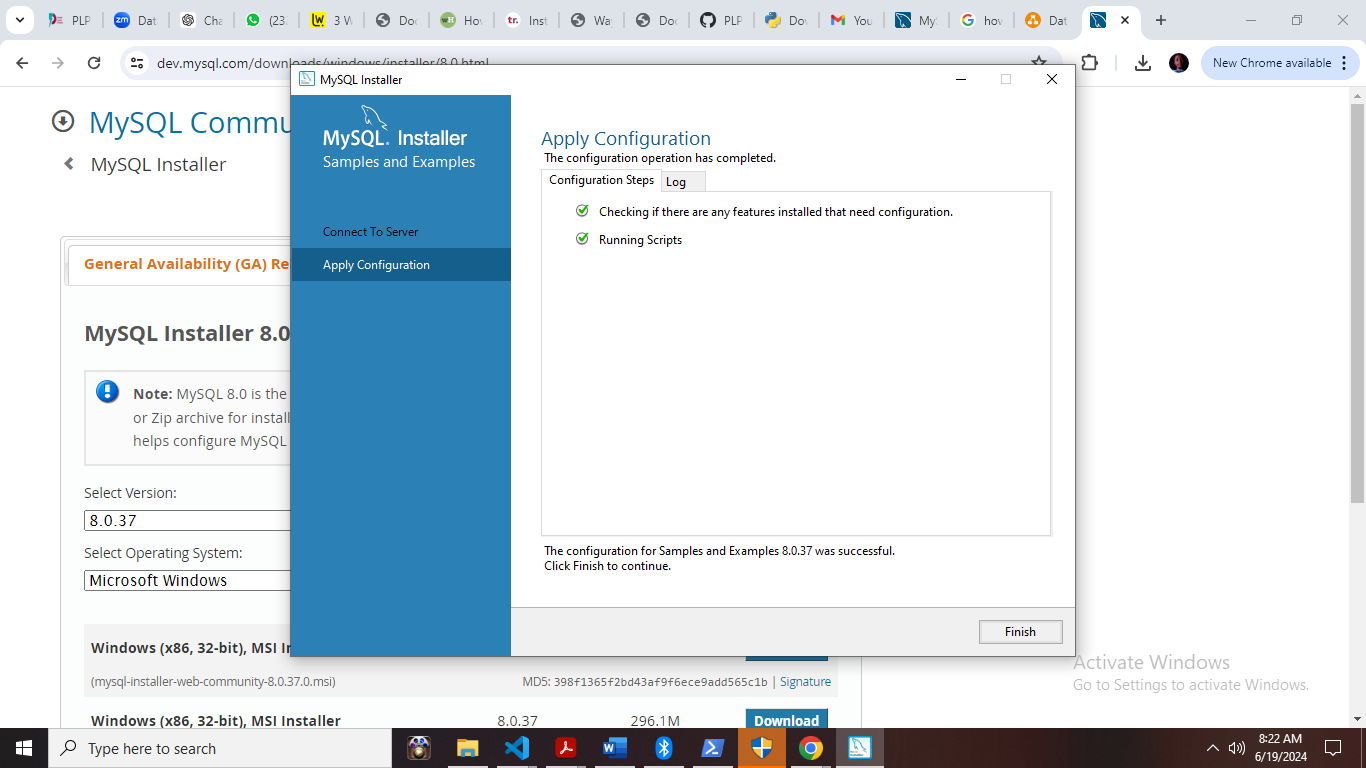 PLP
Dat
Cha
(23
3 W
Doc
How
Inst
Wa
Doc
PLP
Dov
You
My
how
Dat
dev.mysql.com/downloads/windows/installer/8.0.html
New Chrome available
MySQL Commu
MySQL Installer
General Availability (GA) Re
MySQL Installer 8.0
Note: MySQL 8.0 is the
or Zip archive for install
helps configure MySQL
Select Version:
8.0.37
Select Operating System:
Microsoft Windows
Windows (x86, 32-bit), MSI In
(mysql-installer-web-community-8.0.37.0.msi)
MD5: 398f1365f2bd43af9f6ece9add565c1b | Signature
Windows (x86, 32-bit), MSI Installer
8.0.37
296.1M
Download
MySQL Installer
MySQL. Installer
Samples and Examples
Connect To Server
Apply Configuration
Apply Configuration
The configuration operation has completed.
Configuration Steps
Log
Checking if there are any features installed that need configuration.
Running Scripts
The configuration for Samples and Examples 8.0.37 was successful.
Click Finish to continue.
Finish
Activate Windows
Go to Settings to activate Windows.
Type here to search
8:22 AM
6/19/2024